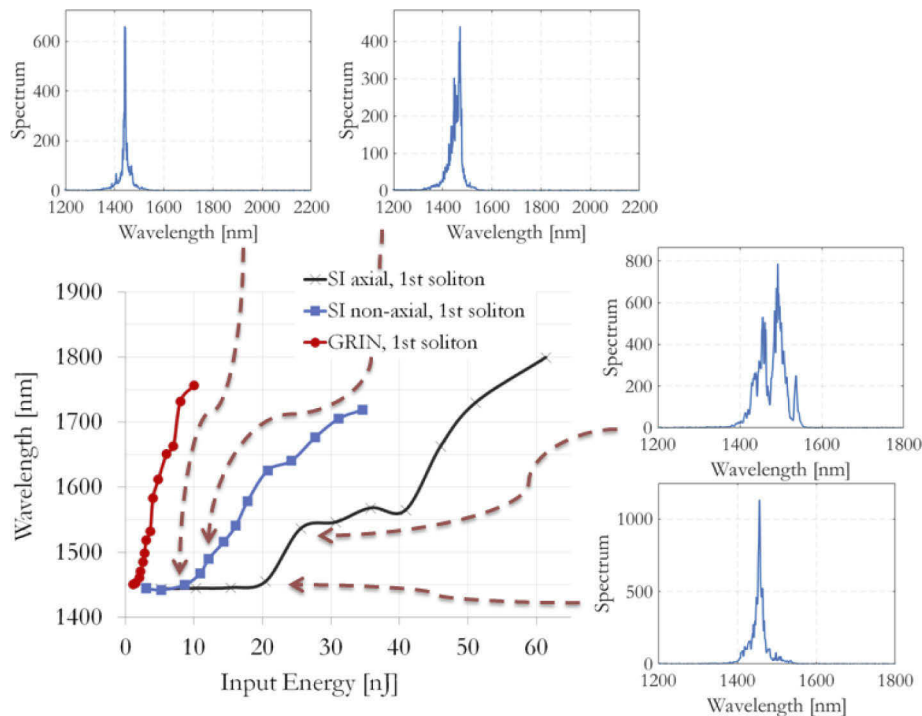 600
400
200
0
Spectrum
1200 1400 1600 1800 2000 2200
Wavelength [nm]
400
300
200
100
0
Spectrum
1200 1400 1600 1800 2000 2200
Wavelength [nm]
1900
1800
1700
1600
1500
1400
Wavelength [nm]
SI axial, 1st soliton
SI non-axial, 1st soliton
GRIN, 1st soliton
0 10 20 30 40 50 60
Input Energy [nJ]
800
600
400
200
0
Spectrum
1200 1400 1600 1800
Wavelength [nm]
1000
500
0
Spectrum
1200 1400 1600 1800
Wavelength [nm]